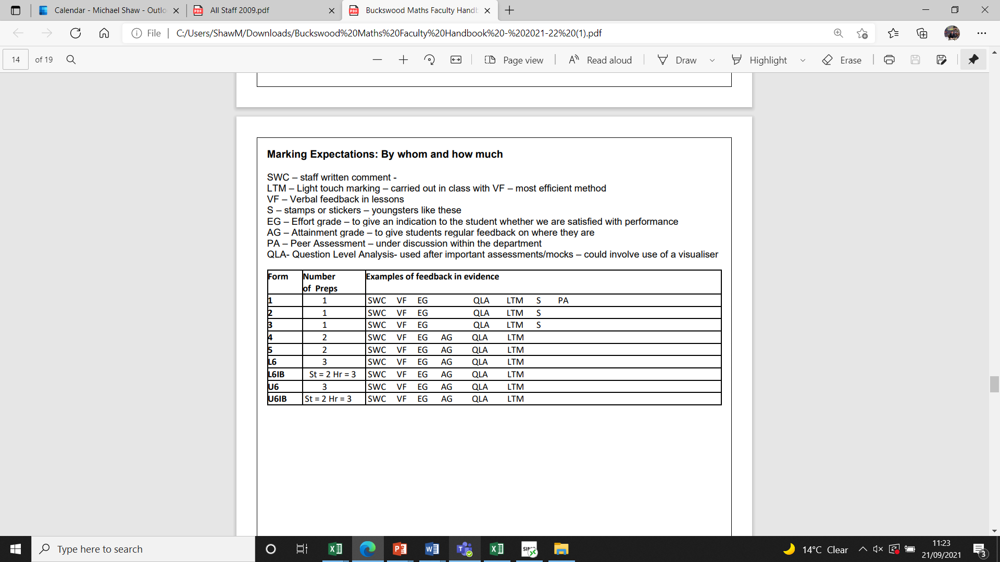 Calendar - Michael Shaw - Outlo
All Staff 2009.pdf
Buckswood Maths Faculty Handb
File C:/Users/ShawM/Downloads/Buckswood%20Maths%20Faculty%20Handbook%20-%202021-22%20(1).pdf
14 of 19 Page view Read aloud Draw Highlight Erase
Marking Expectations: By whom and how much
SWC – staff written comment -
LTM – Light touch marking – carried out in class with VF – most efficient method
VF – Verbal feedback in lessons
S – stamps or stickers – youngsters like these
EG – Effort grade – to give an indication to the student whether we are satisfied with performance
AG – Attainment grade – to give students regular feedback on where they are
PA – Peer Assessment – under discussion within the department
QLA- Question Level Analysis- used after important assessments/mocks – could involve use of a visualiser
Form Number Examples of feedback in evidence
of Preps
1 1 SWC VF EG QLA LTM S PA
2 1 SWC VF EG QLA LTM S
3 1 SWC VF EG QLA LTM S
4 2 SWC VF EG AG QLA LTM
5 2 SWC VF EG AG QLA LTM
L6 3 SWC VF EG AG QLA LTM
L6IB St = 2 Hr = 3 SWC VF EG AG QLA LTM
U6 3 SWC VF EG AG QLA LTM
U6IB St = 2 Hr = 3 SWC VF EG AG QLA LTM
Type here to search
14°C Clear
11:23
21/09/2021
3